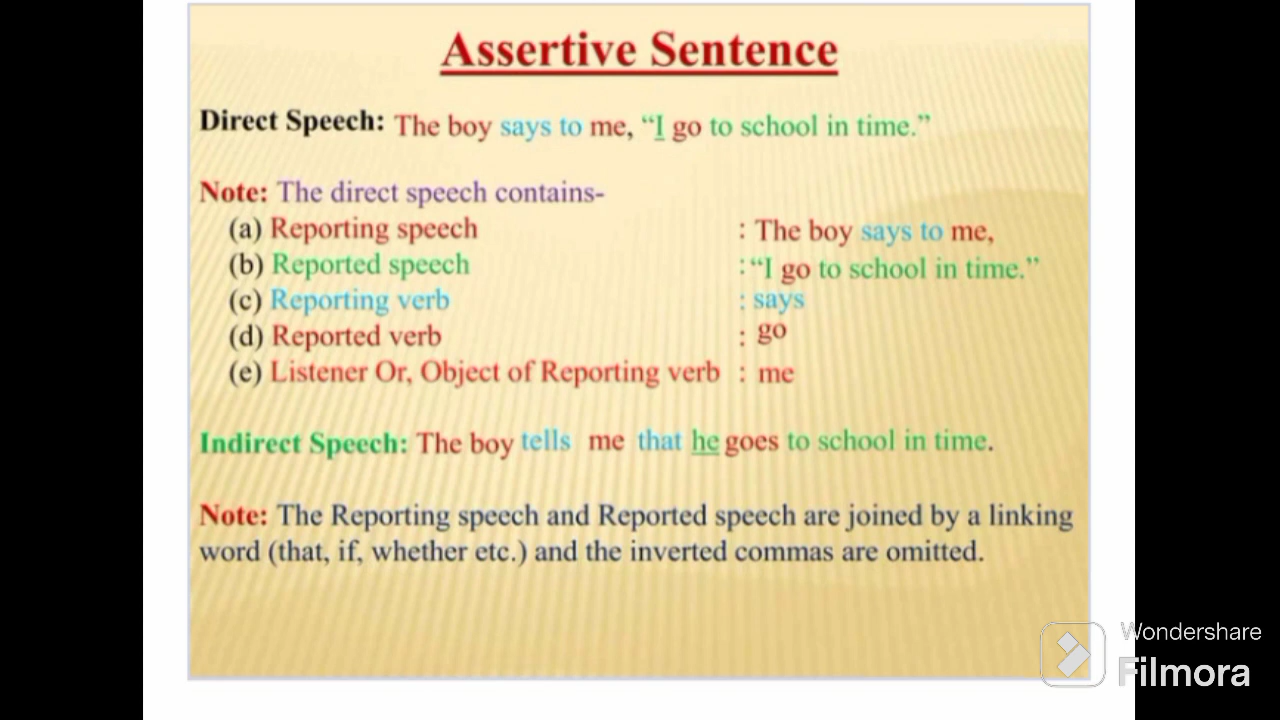 Assertive Sentence
Direct Speech: The boy says to me, “I go to school in time.”
Note: The direct speech contains-
(a) Reporting speech : The boy says to me,
(b) Reported speech :“I go to school in time.”
(c) Reporting verb : says
(d) Reported verb : go
(e) Listener Or, Object of Reporting verb : me
Indirect Speech: The boy tells me that he goes to school in time.
Note: The Reporting speech and Reported speech are joined by a linking
word (that, if, whether etc.) and the inverted commas are omitted.
Wondershare
Filmora